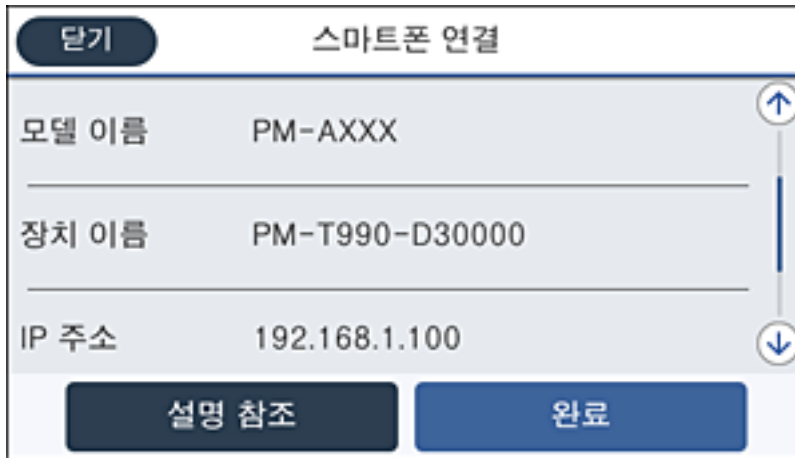 닫기 스마트폰 연결
모델 이름 PM-AXXX
장치 이름 PM-T990-D30000
IP 주소 192.168.1.100
설명 참조 완료